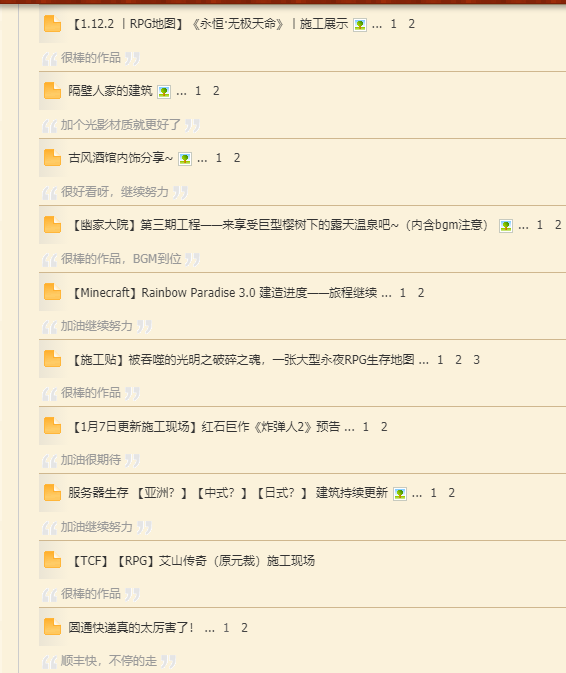 【1.12.2 丨RPG地图】《永恒·无极天命》丨施工展示 ... 1 2
很棒的作品
隔壁人家的建筑 ... 1 2
加个光影材质就更好了
古风酒馆内饰分享~ ... 1 2
很好看呀，继续努力
【幽家大院】第三期工程——来享受巨型樱树下的露天温泉吧~（内含bgm注意） ... 1 2
很棒的作品，BGM到位
【Minecraft】Rainbow Paradise 3.0 建造进度——旅程继续 ... 1 2
加油继续努力
【施工贴】被吞噬的光明之破碎之魂，一张大型永夜RPG生存地图 ... 1 2 3
很棒的作品
【1月7日更新施工现场】红石巨作《炸弹人2》预告 ... 1 2
加油很期待
服务器生存 【亚洲？】【中式？】【日式？】 建筑持续更新 ... 1 2
加油继续努力
【TCF】【RPG】艾山传奇（原元裁）施工现场
很棒的作品
圆通快递真的太厉害了！ ... 1 2
顺丰快，不停的走